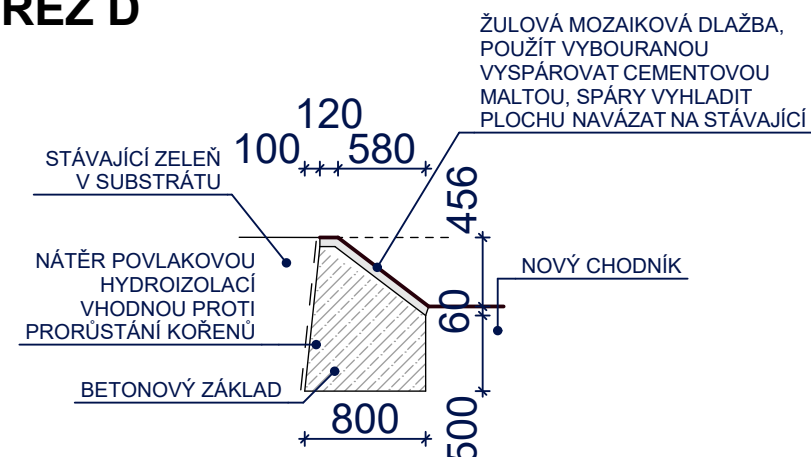 ŘEZ D
ŽULOVÁ MOZAIKOVÁ DLAŽBA,
POUŽÍT VYBOURANOU
VYSPÁROVAT CEMENTOVOU
MALTOU, SPÁRY VYHLADIT
PLOCHU NAVÁZAT NA STÁVAJÍCÍ
120
100
580
STÁVAJÍCÍ ZELEŇ
V SUBSTRÁTU
456
NÁTĚR POVLAKOVOU
HYDROIZOLACÍ
VHODNOU PROTI
PRORŮSTÁNÍ KOŘENŮ
NOVÝ CHODNÍK
60
BETONOVÝ ZÁKLAD
800
500